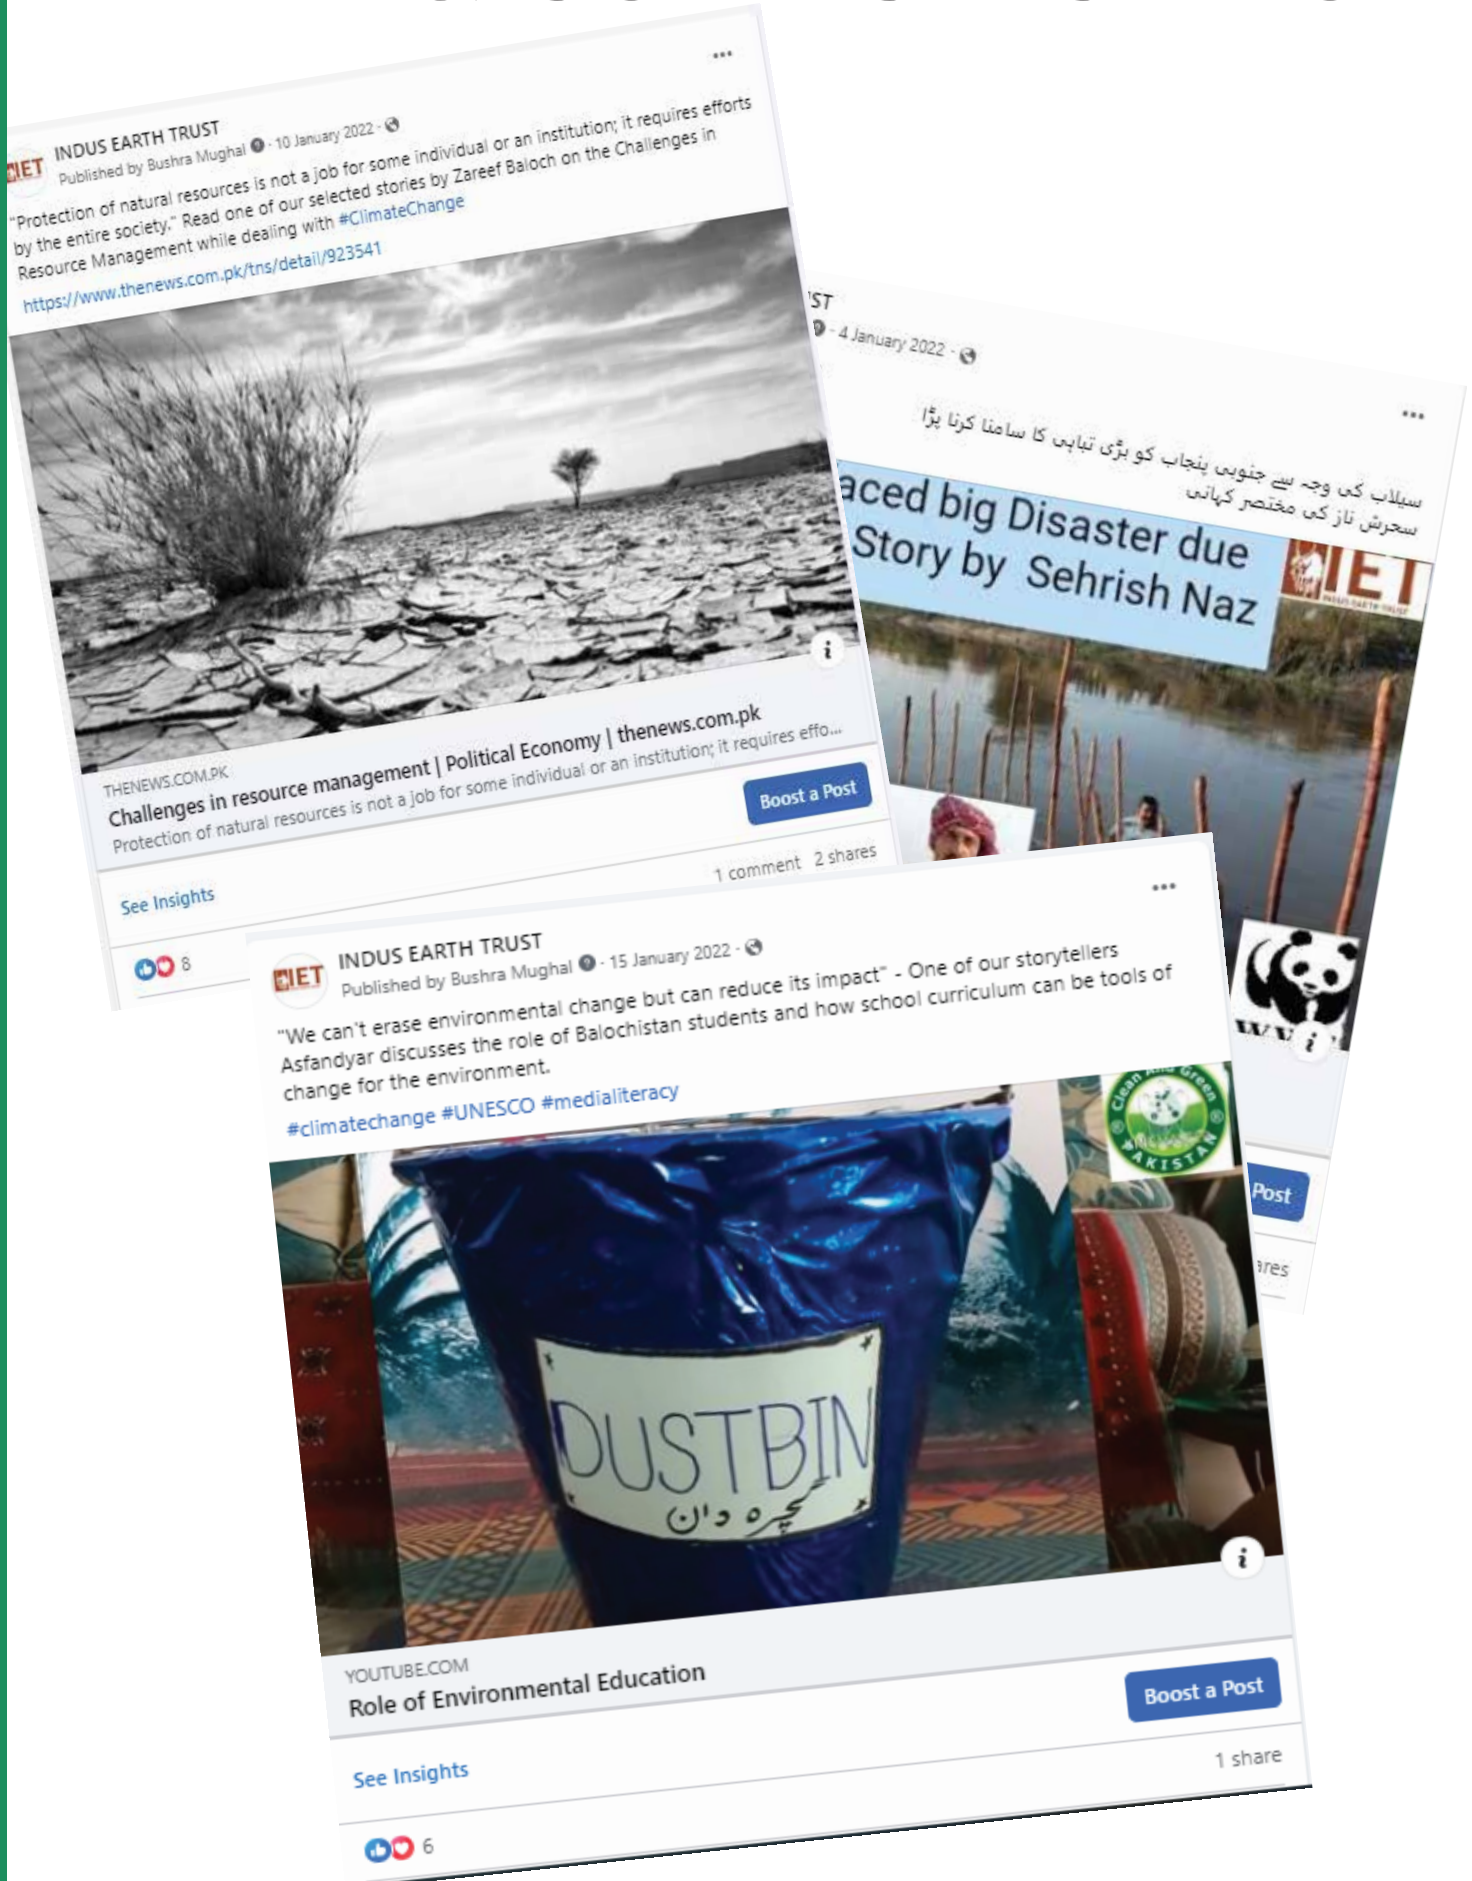 INDUS EARTH TRUST
Published by Bushra Mughal · 10 January 2022 ·
IET
"Protection of natural resources is not a job for some individual or an institution; it requires efforts
by the entire society," Read one of our selected stories by Zareef Baloch on the Challenges in
Resource Management while dealing with #ClimateChange
https://www.thenews.com.pk/tns/detail/923541
THENEWS.COM.PK
Challenges in resource management | Political Economy | thenews.com.pk
Protection of natural resources is not a job for some individual or an institution; it requires effo...
Boost a Post
See Insights
1 comment 2 shares
8
ST
4 January 2022 ·
سیلاب کی وجہ سے جنوبی پنجاب کو بڑی تباہی کا سامنا کرنا پڑا
سحرش ناز کی مختصر کہانی
aced big Disaster due
Story by Sehrish Naz
IET
INDUS EARTH TRUST
Post
ares
INDUS EARTH TRUST
IET
Published by Bushra Mughal · 15 January 2022 ·
"We can't erase environmental change but can reduce its impact" - One of our storytellers
Asfandyar discusses the role of Balochistan students and how school curriculum can be tools of
change for the environment.
#climatechange #UNESCO #medialiteracy
Clean And Green
PAKISTAN
DUSTBIN
کچرہ دان
YOUTUBE.COM
Role of Environmental Education
Boost a Post
See Insights
1 share
6